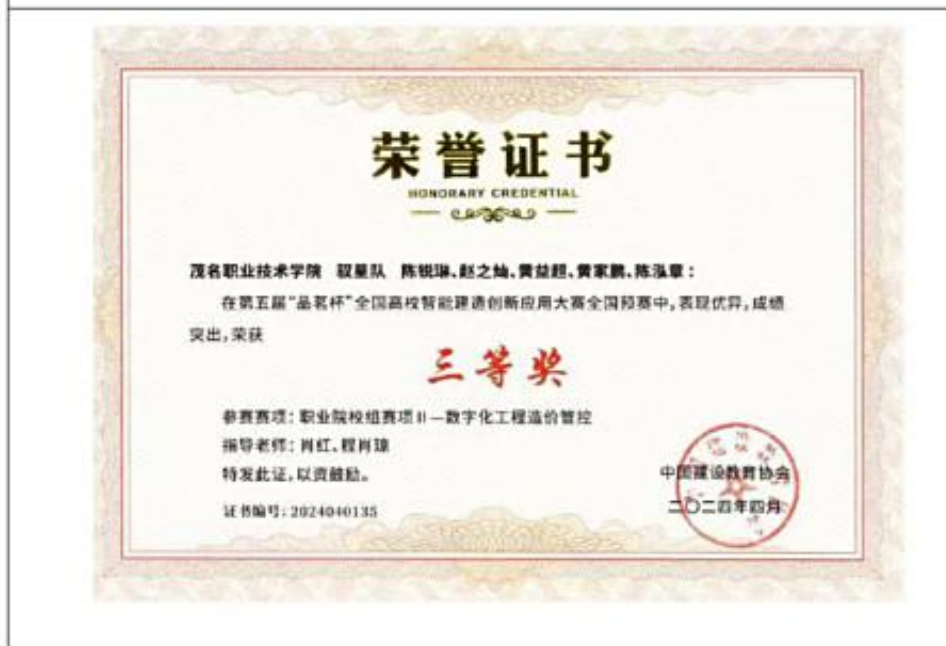 荣誉证书
HONORARY CREDENTIAL
茂名职业技术学院 驭星队 陈锐琳、赵之灿、黄益超、黄家鹏、陈泓章：
在第五届“品茗杯”全国高校智能建造创新应用大赛全国预赛中，表现优异，成绩
突出，荣获
三等奖
参赛赛项：职业院校组赛项Ⅱ—数字化工程造价管控
指导老师：肖红、程肖琼
特发此证，以资鼓励。
中国建设教育协会
证书编号：2024040135
二〇二四年四月